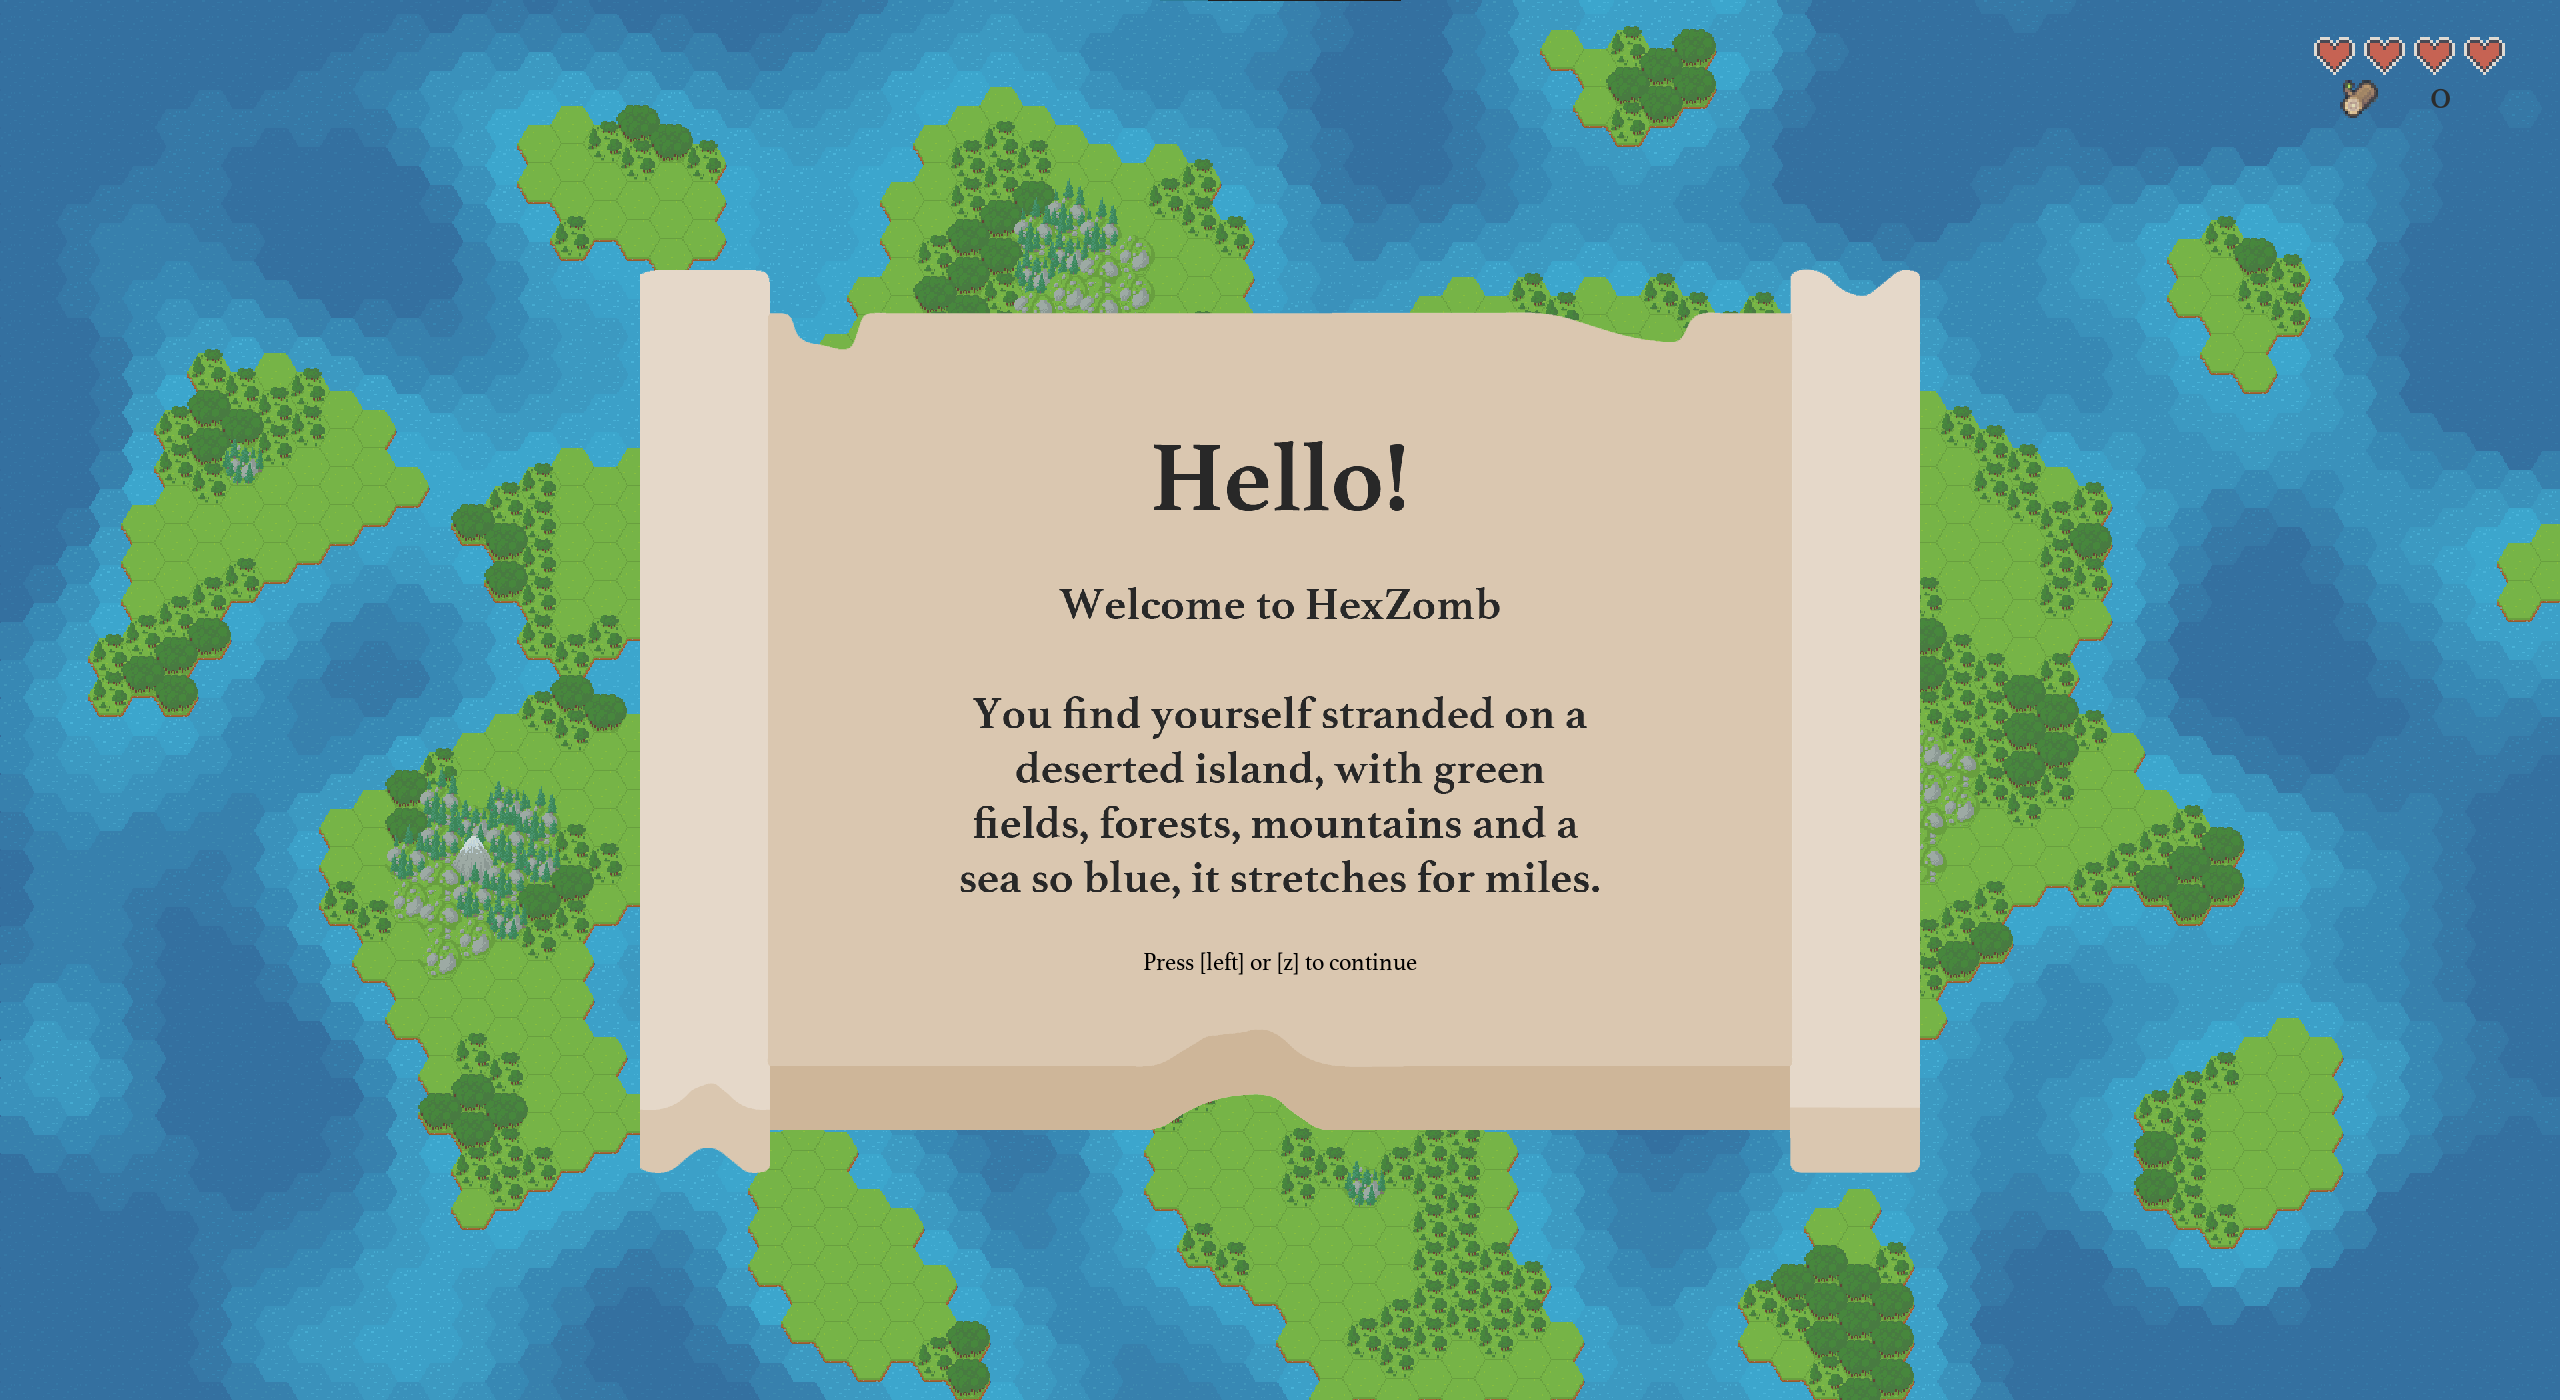 0
Hello!
Welcome to HexZomb
You find yourself stranded on a
deserted island, with green
fields, forests, mountains and a
sea so blue, it stretches for miles.
Press [left] or [z] to continue